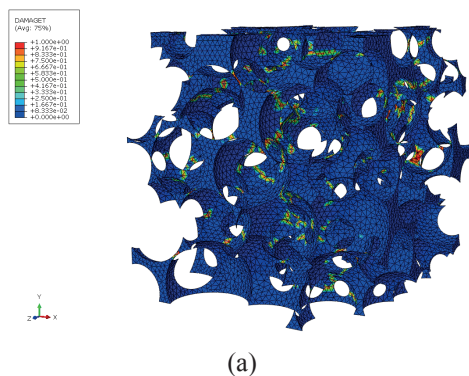 DAMAGET
(Avg: 75%)
+1.000e+00
+9.167e-01
+8.333e-01
+7.500e-01
+6.667e-01
+5.833e-01
+5.000e-01
+4.167e-01
+3.333e-01
+2.500e-01
+1.667e-01
+8.333e-02
+0.000e+00
Y
Z X
(a)